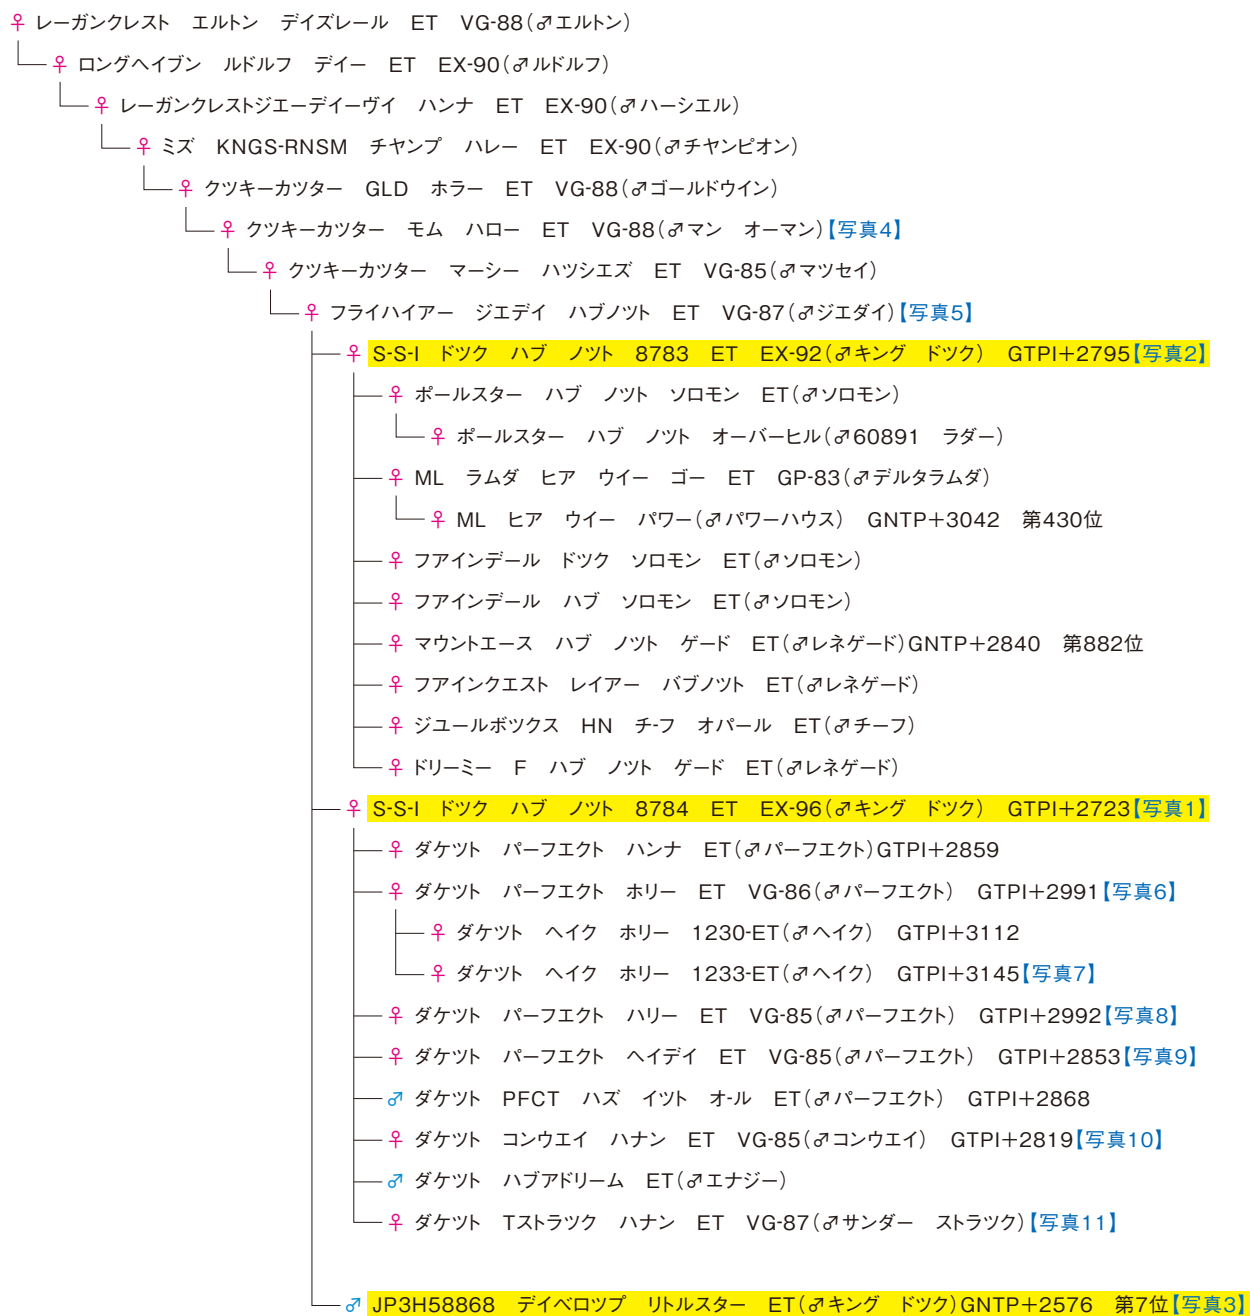 ♀ レーガンクレスト　エルトン　デイズレール　ET　VG-88(♂エルトン)
♀ ロングヘイブン　ルドルフ　デイー　ET　EX-90(♂ルドルフ)
♀ レーガンクレストジエーデイーヴイ　ハンナ　ET　EX-90(♂ハーシエル)
♀ ミズ　KNGS-RNSM　チヤンプ　ハレー　ET　EX-90(♂チヤンピオン)
♀ クツキーカツター　GLD　ホラー　ET　VG-88(♂ゴールドウイン)
♀ クツキーカツター　モム　ハロー　ET　VG-88(♂マン　オーマン)【写真4】
♀ クツキーカツター　マーシー　ハツシエズ　ET　VG-85(♂マツセイ)
♀ フライハイアー　ジエデイ　ハブノツト　ET　VG-87(♂ジエダイ)【写真5】
♀ S-S-I　ドツク　ハブ　ノツト　8783　ET　EX-92(♂キング　ドツク)　GTPI+2795【写真2】
♀ ポールスター　ハブ　ノツト　ソロモン　ET(♂ソロモン)
♀ ポールスター　ハブ　ノツト　オーバーヒル(♂60891　ラダー)
♀ ML　ラムダ　ヒア　ウイー　ゴー　ET　GP-83(♂デルタラムダ)
♀ ML　ヒア　ウイー　パワー(♂パワーハウス)　GNTP+3042　第430位
♀ フアインデール　ドツク　ソロモン　ET(♂ソロモン)
♀ フアインデール　ハブ　ソロモン　ET(♂ソロモン)
♀ マウントエース　ハブ　ノツト　ゲード　ET(♂レネゲード)GNTP+2840　第882位
♀ フアインクエスト　レイアー　バブノツト　ET(♂レネゲード)
♀ ジユールボツクス　HN　チ-フ　オパール　ET(♂チーフ)
♀ ドリーミー　F　ハブ　ノツト　ゲード　ET(♂レネゲード)
♀ S-S-I　ドツク　ハブ　ノツト　8784　ET　EX-96(♂キング　ドツク)　GTPI+2723【写真1】
♀ ダケツト　パーフエクト　ハンナ　ET(♂パーフエクト)GTPI+2859
♀ ダケツト　パーフエクト　ホリー　ET　VG-86(♂パーフエクト)　GTPI+2991【写真6】
♀ ダケツト　ヘイク　ホリー　1230-ET(♂ヘイク)　GTPI+3112
♀ ダケツト　ヘイク　ホリー　1233-ET(♂ヘイク)　GTPI+3145【写真7】
♀ ダケツト　パーフエクト　ハリー　ET　VG-85(♂パーフエクト)　GTPI+2992【写真8】
♀ ダケツト　パーフエクト　ヘイデイ　ET　VG-85(♂パーフエクト)　GTPI+2853【写真9】
♂ ダケツト　PFCT　ハズ　イツト　オ-ル　ET(♂パーフエクト)　GTPI+2868
♀ ダケツト　コンウエイ　ハナン　ET　VG-85(♂コンウエイ)　GTPI+2819【写真10】
♂ ダケツト　ハブアドリーム　ET(♂エナジー)
♀ ダケツト　Tストラツク　ハナン　ET　VG-87(♂サンダー　ストラツク)【写真11】
♂ JP3H58868　デイベロツプ　リトルスター　ET(♂キング　ドツク)GNTP+2576　第7位【写真3】